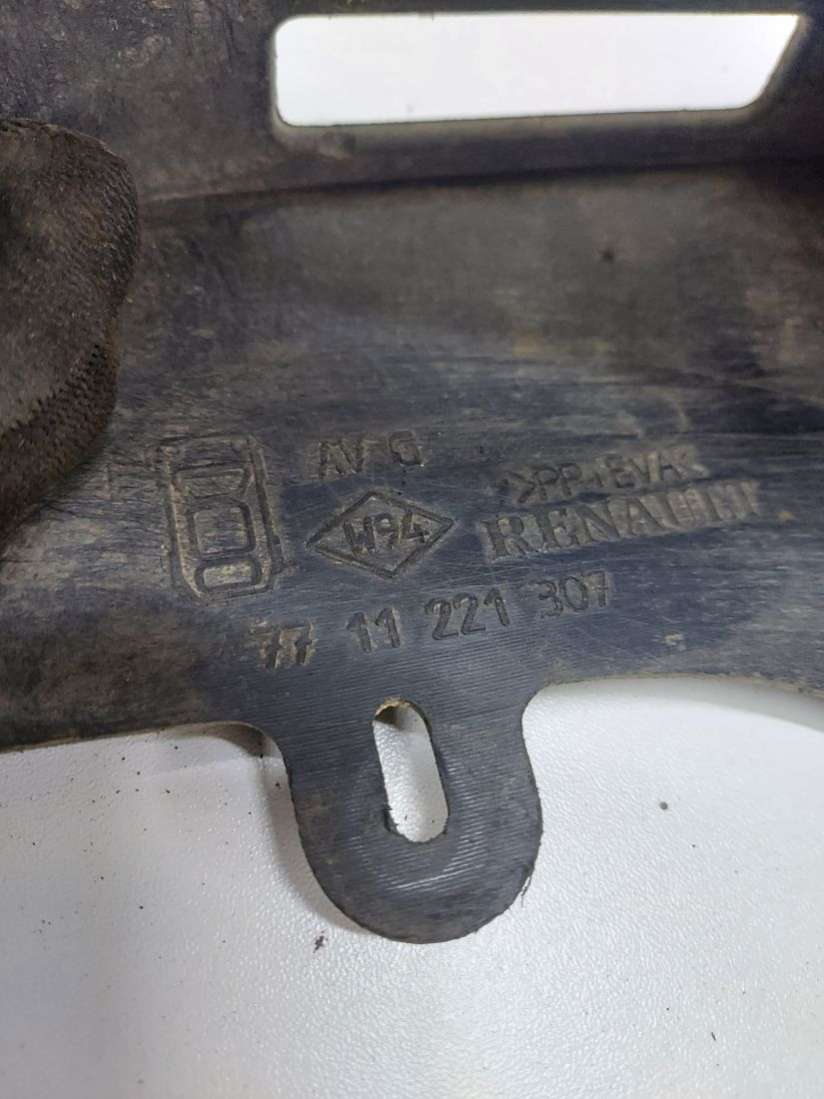 AV G
>PP+EVA<
W94
RENAULT
77 11 221 307